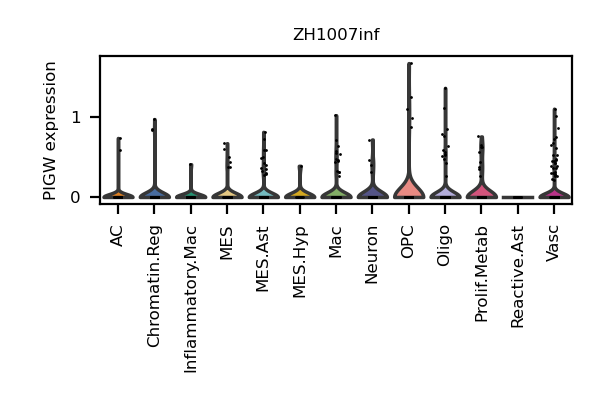 ZH1007inf
PIGW expression
1
0
AC
Chromatin.Reg
Inflammatory.Mac
MES
MES.Ast
MES.Hyp
Mac
Neuron
OPC
Oligo
Prolif.Metab
Reactive.Ast
Vasc